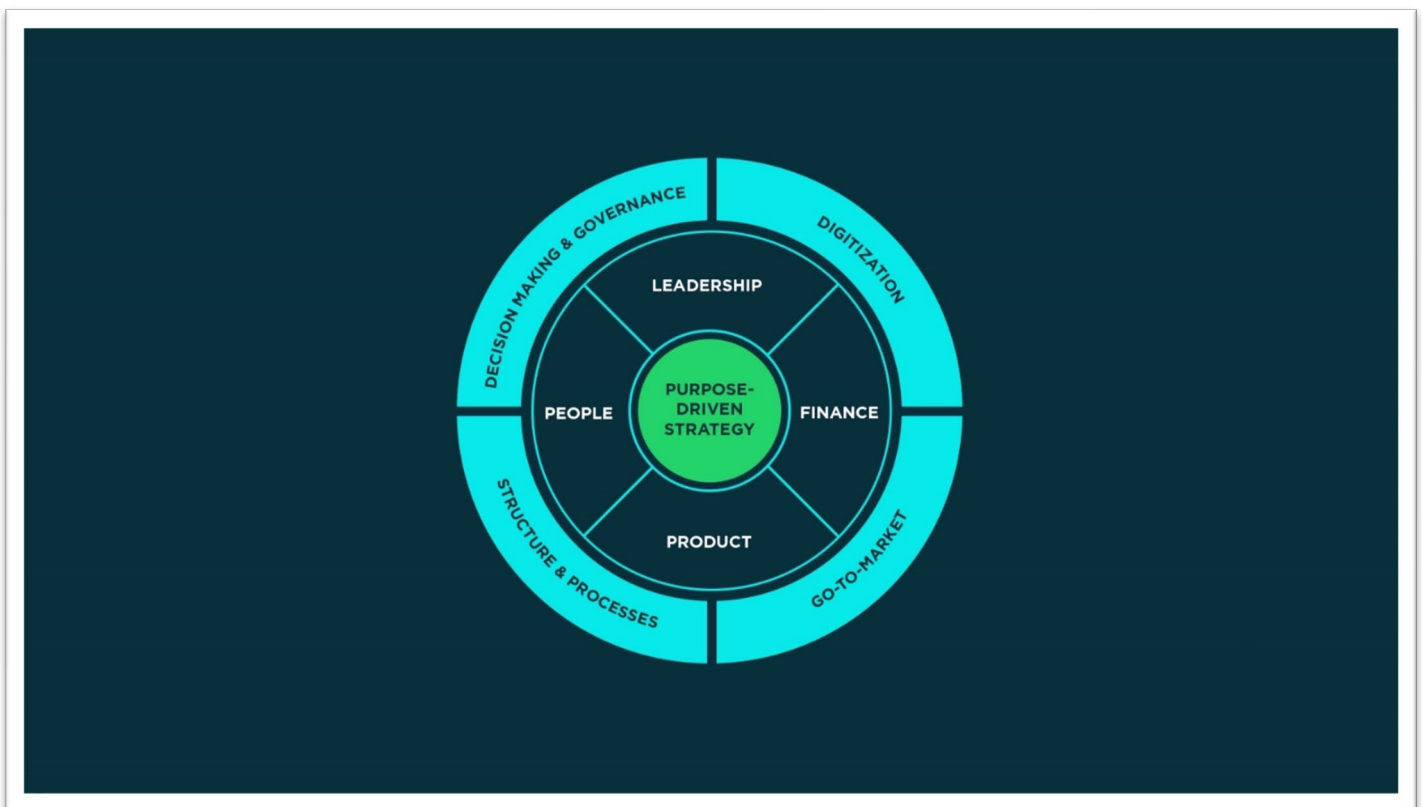 DECISION MAKING & GOVERNANCE
DIGITIZATION
LEADERSHIP
PEOPLE
PURPOSE-
DRIVEN
STRATEGY
FINANCE
PRODUCT
STRUCTURE & PROCESSES
GO-TO-MARKET